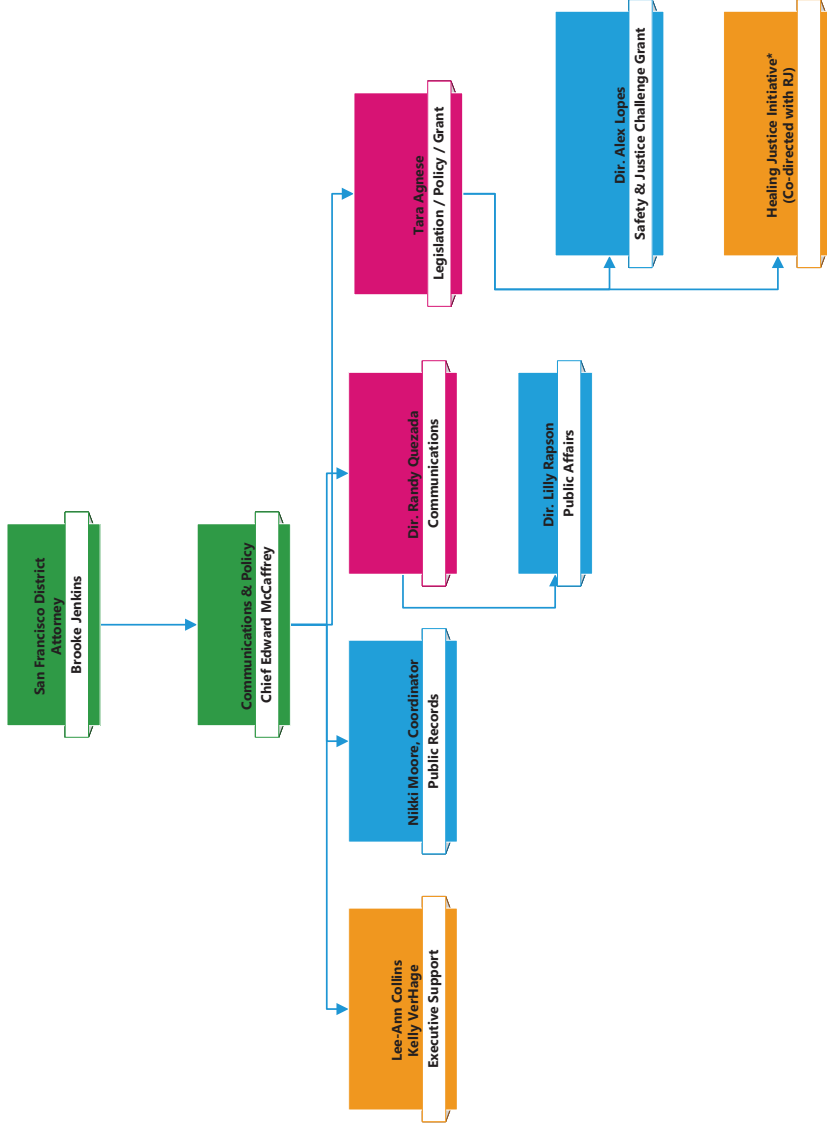 San Francisco District
Attorney
Brooke Jenkins
Communications & Policy
Chief Edward McCaffrey
Lee-Ann Collins
Kelly VerHage
Executive Support
Nikki Moore, Coordinator
Public Records
Dir. Randy Quezada
Communications
Tara Agnese
Legislation / Policy / Grant
Dir. Lilly Rapson
Public Affairs
Dir. Alex Lopes
Safety & Justice Challenge Grant
Healing Justice Initiative*
(Co-directed with RJ)